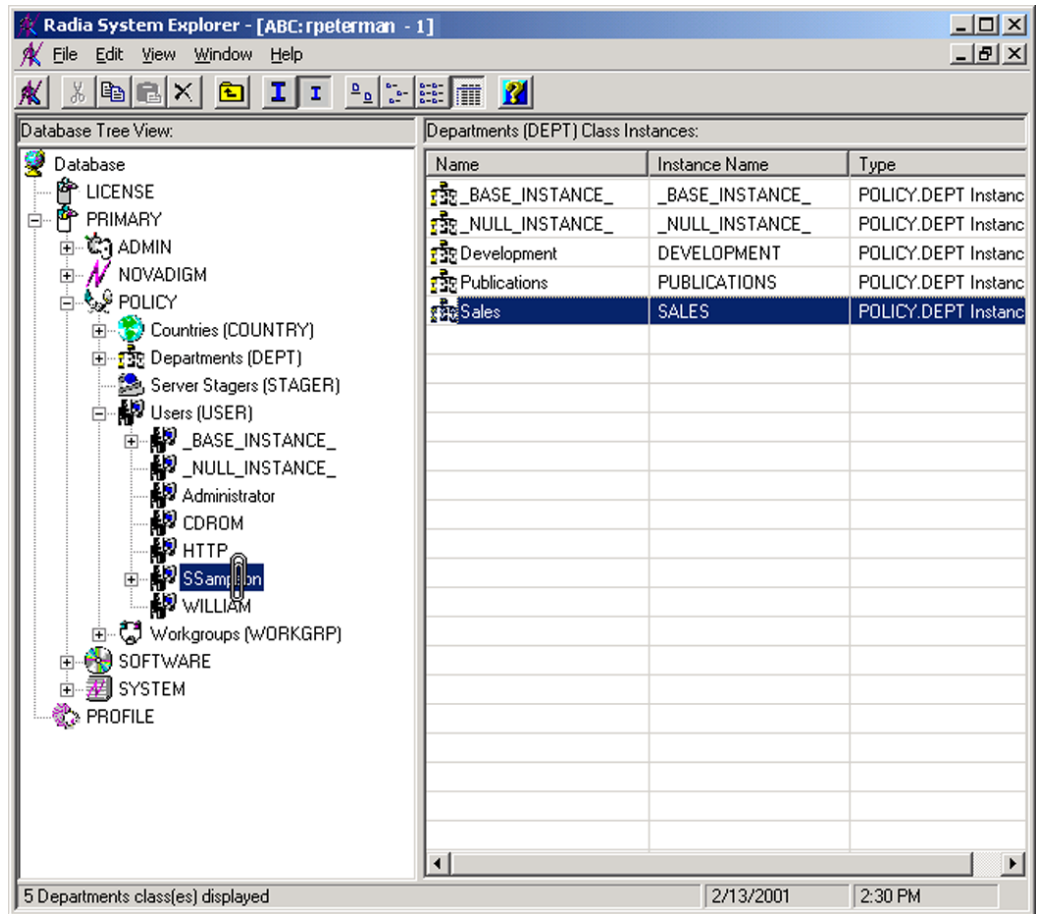 Radia System Explorer - [ABC:rpeterman - 1]
File Edit View Window Help
Database Tree View:
Departments (DEPT) Class Instances:
Database
LICENSE
PRIMARY
ADMIN
NOVADIGM
POLICY
Countries (COUNTRY)
Departments (DEPT)
Server Stagers (STAGER)
Users (USER)
_BASE_INSTANCE_
_NULL_INSTANCE_
Administrator
CDROM
HTTP
SSampson
WILLIAM
Workgroups (WORKGRP)
SOFTWARE
SYSTEM
PROFILE
Name Instance Name Type
_BASE_INSTANCE_ _BASE_INSTANCE_ POLICY.DEPT Instanc
_NULL_INSTANCE_ _NULL_INSTANCE_ POLICY.DEPT Instanc
Development DEVELOPMENT POLICY.DEPT Instanc
Publications PUBLICATIONS POLICY.DEPT Instanc
Sales SALES POLICY.DEPT Instanc
5 Departments class(es) displayed 2/13/2001 2:30 PM